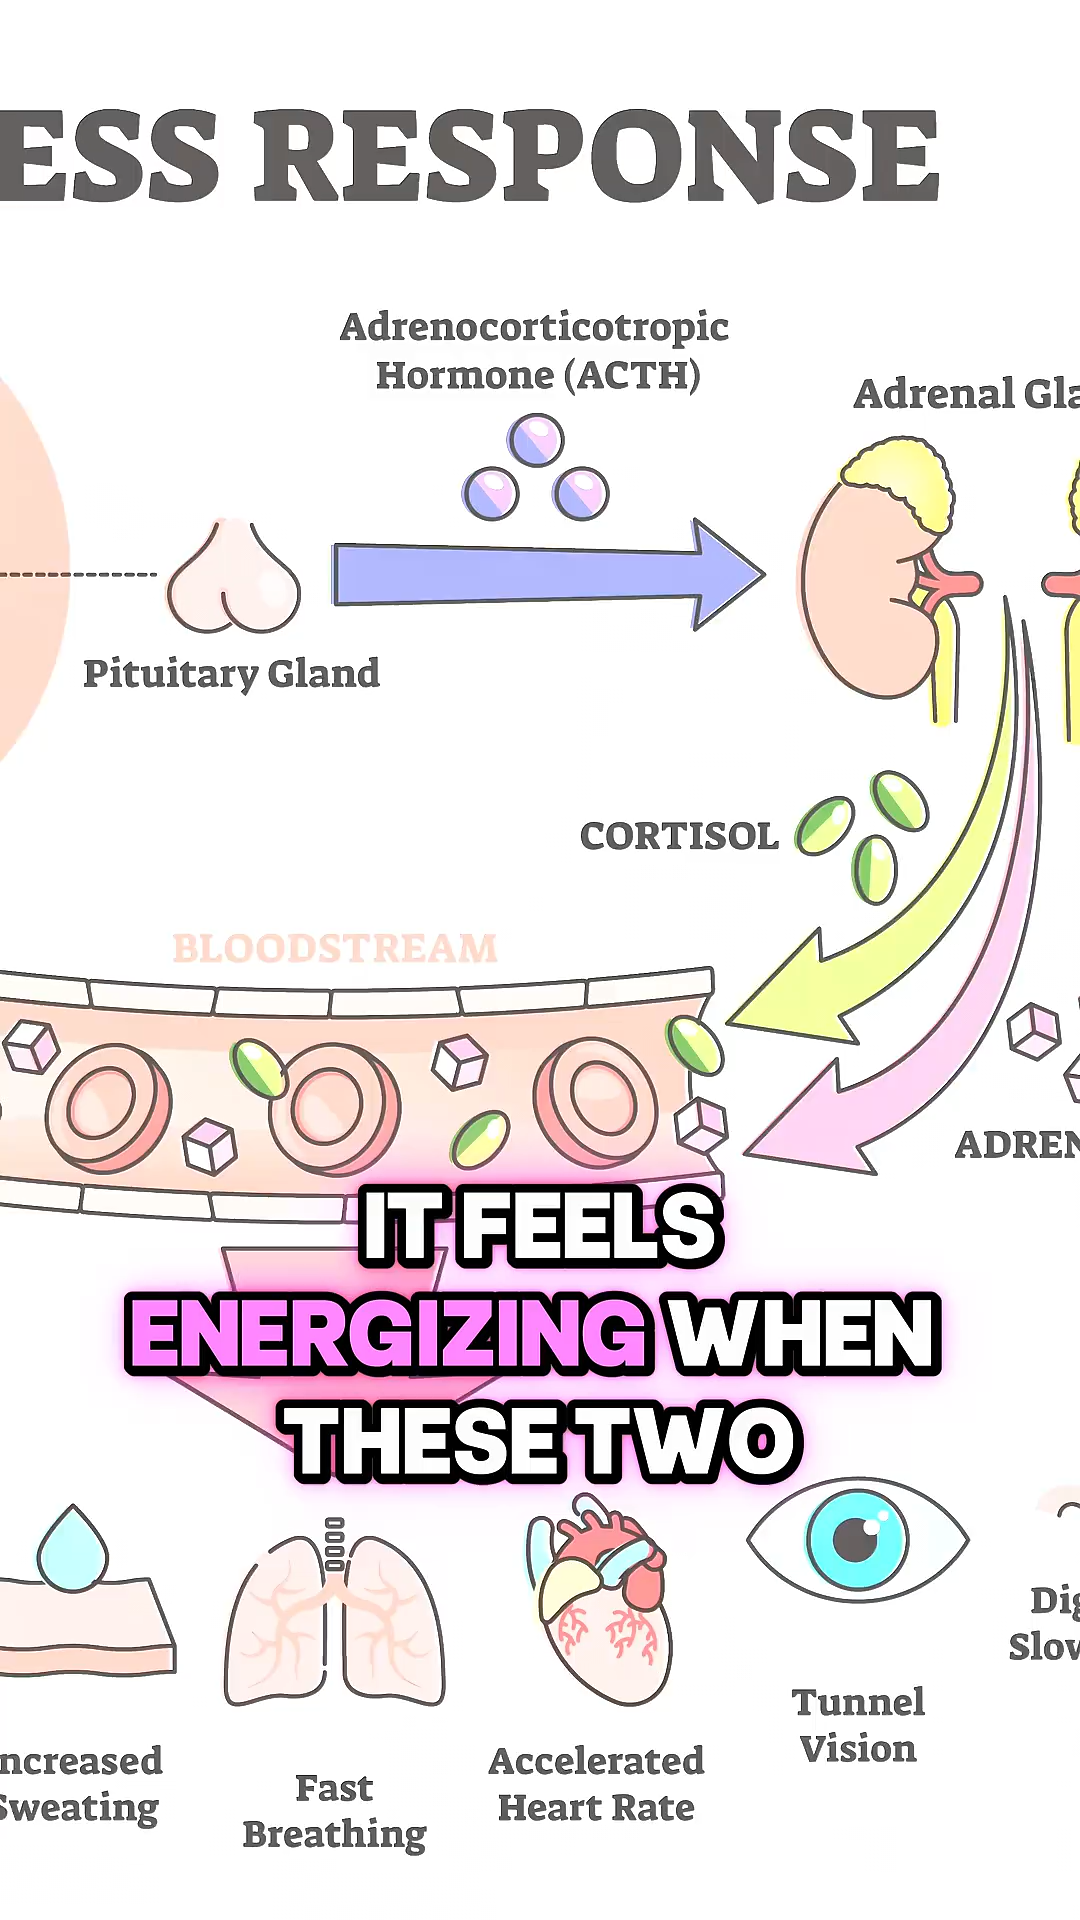 ESS RESPONSE
Adrenocorticotropic
Hormone (ACTH)
Adrenal Gla
Pituitary Gland
CORTISOL
BLOODSTREAM
ADREN
IT FEELS
ENERGIZING WHEN
THESE TWO
Dig
Slow
Tunnel
Vision
ncreased
Sweating
Fast
Breathing
Accelerated
Heart Rate